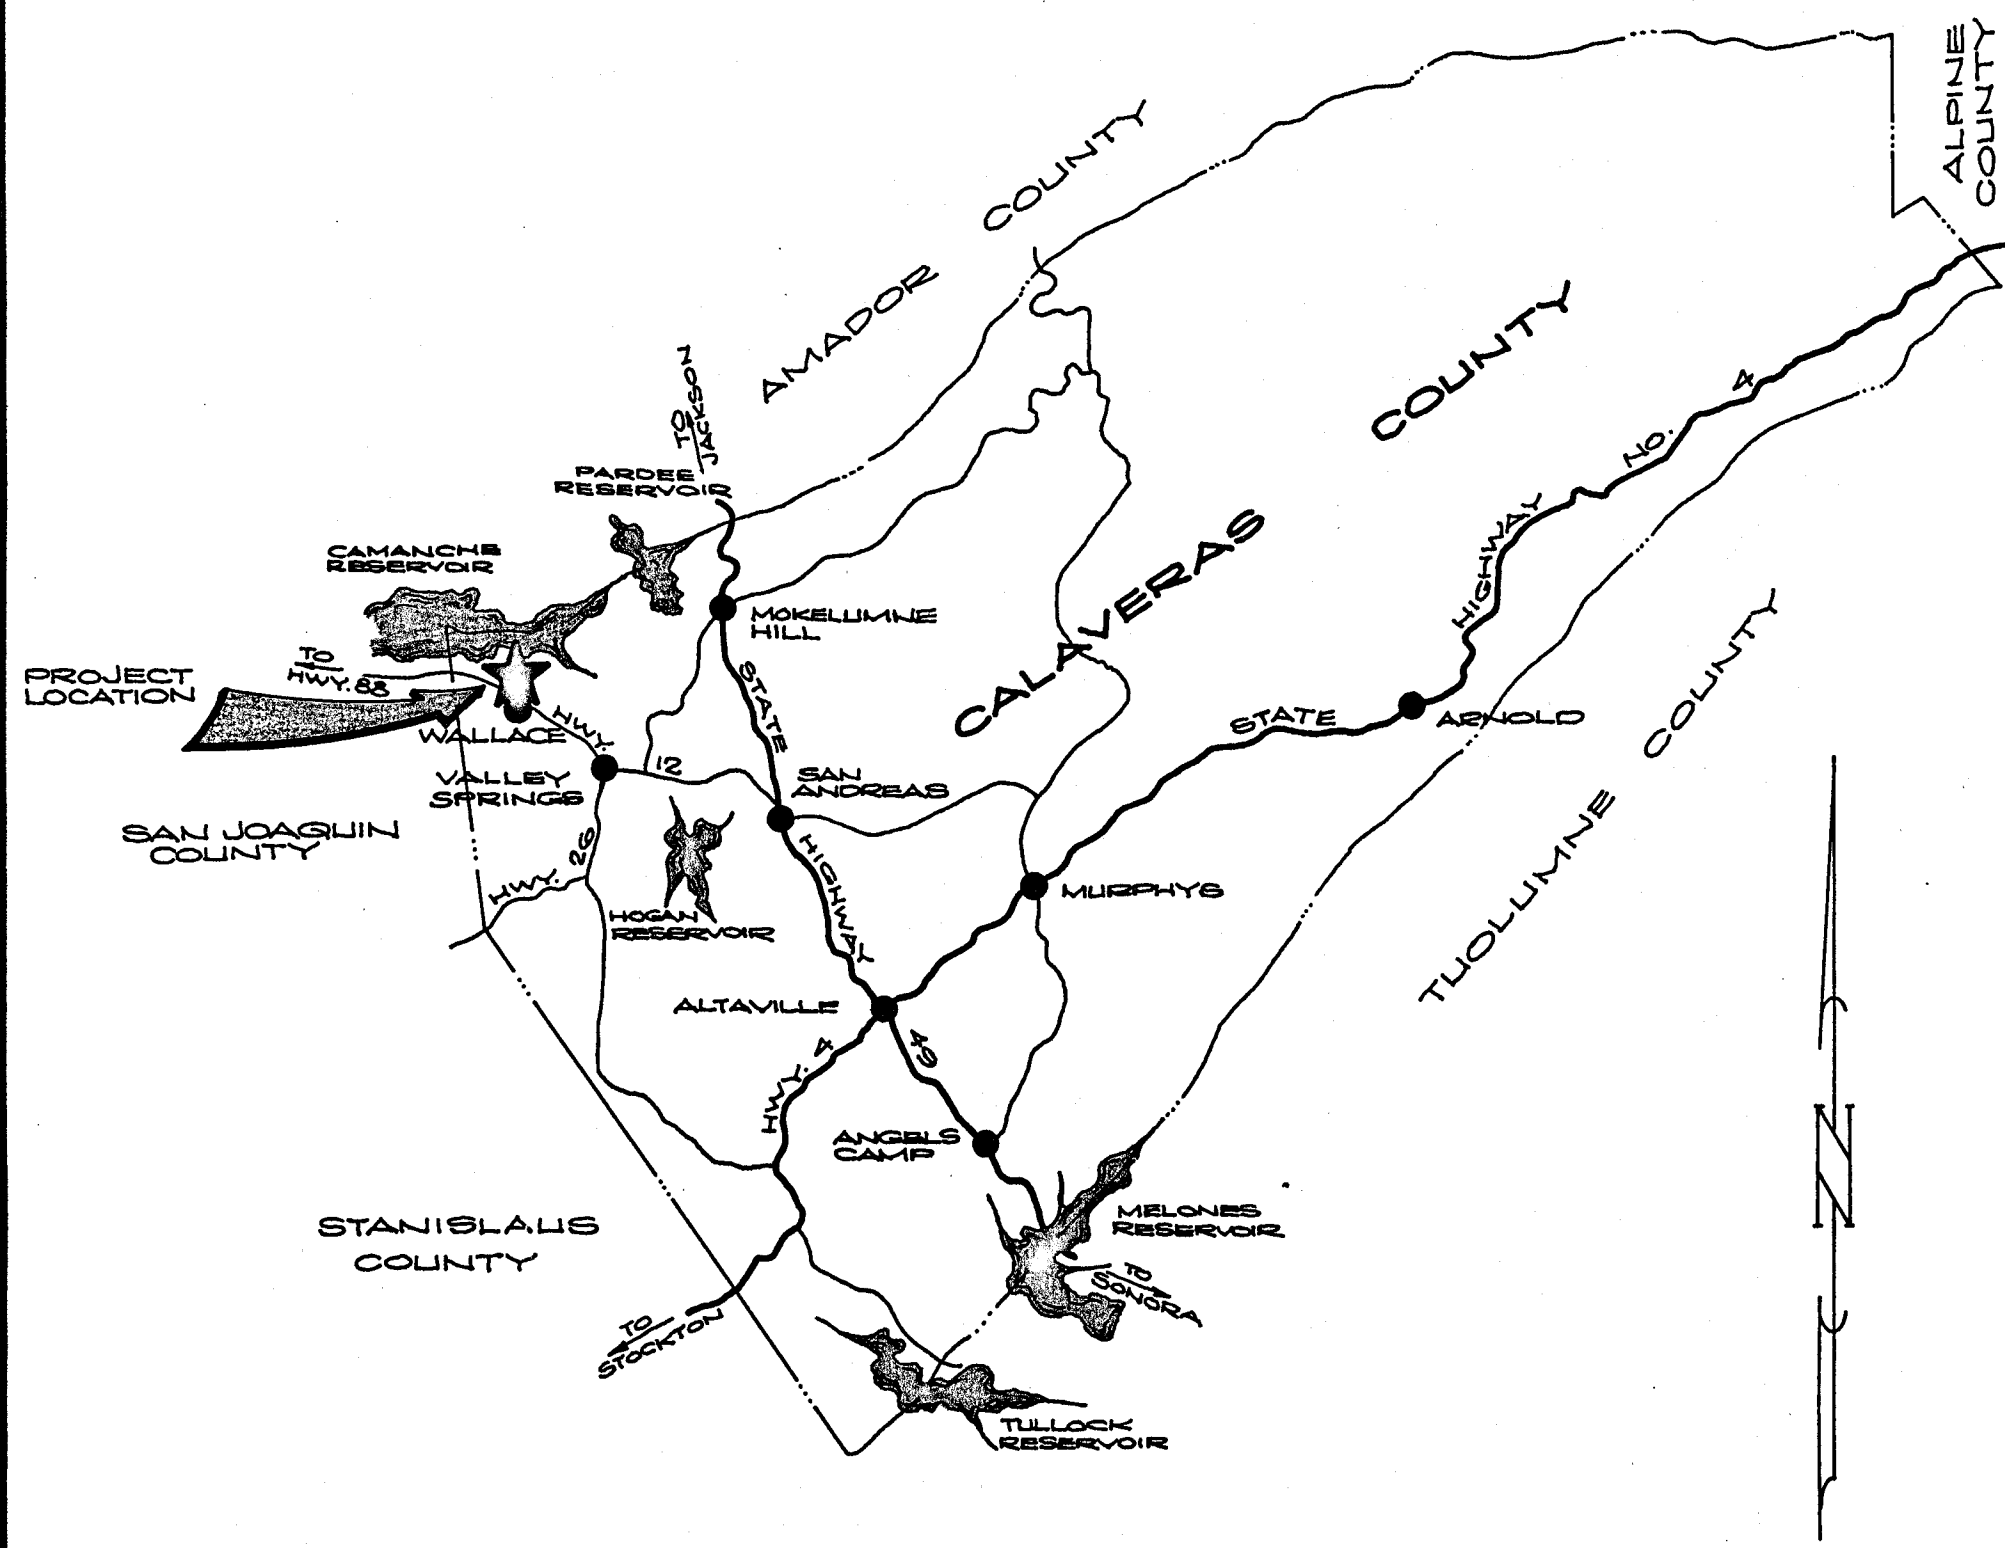 ALPINE
COUNTY
AMADOR COUNTY
TO
JACKSON
PARDEE
RESERVOIR
CAMANCHE
RESERVOIR
MOKELUMNE
HILL
TO
HWY. 88
PROJECT
LOCATION
WALLACE
HWY. 12
VALLEY
SPRINGS
SAN
ANDREAS
CALAVERAS COUNTY
STATE HIGHWAY NO. 4
ARNOLD
TUOLUMNE COUNTY
SAN JOAQUIN
COUNTY
HWY. 26
HOGAN
RESERVOIR
STATE HIGHWAY 49
MURPHYS
ALTAVILLE
HWY. 4
ANGELS
CAMP
STANISLAUS
COUNTY
MELONES
RESERVOIR
TO
SONORA
TO
STOCKTON
TULLOCK
RESERVOIR
N